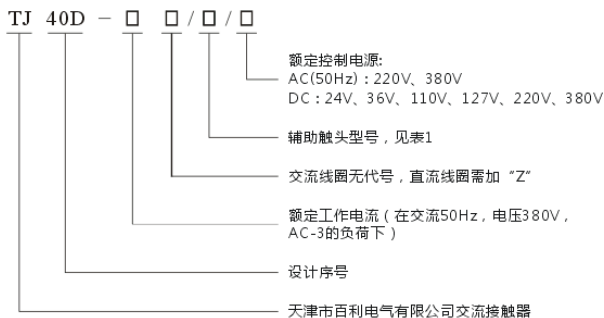 TJ 40D - □ □ / □ / □
额定控制电源:
AC(50Hz)：220V、380V
DC：24V、36V、110V、127V、220V、380V
辅助触头型号，见表1
交流线圈无代号，直流线圈需加“Z”
额定工作电流（在交流50Hz，电压380V，
AC-3的负荷下）
设计序号
天津市百利电气有限公司交流接触器